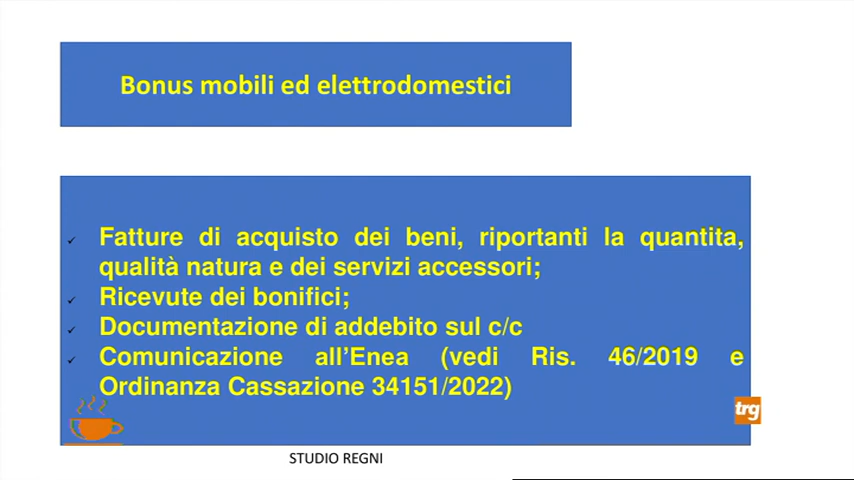 Bonus mobili ed elettrodomestici
Fatture di acquisto dei beni, riportanti la quantita,
qualità natura e dei servizi accessori;
Ricevute dei bonifici;
Documentazione di addebito sul c/c
Comunicazione all’Enea (vedi Ris. 46/2019 e
Ordinanza Cassazione 34151/2022)
trg
STUDIO REGNI